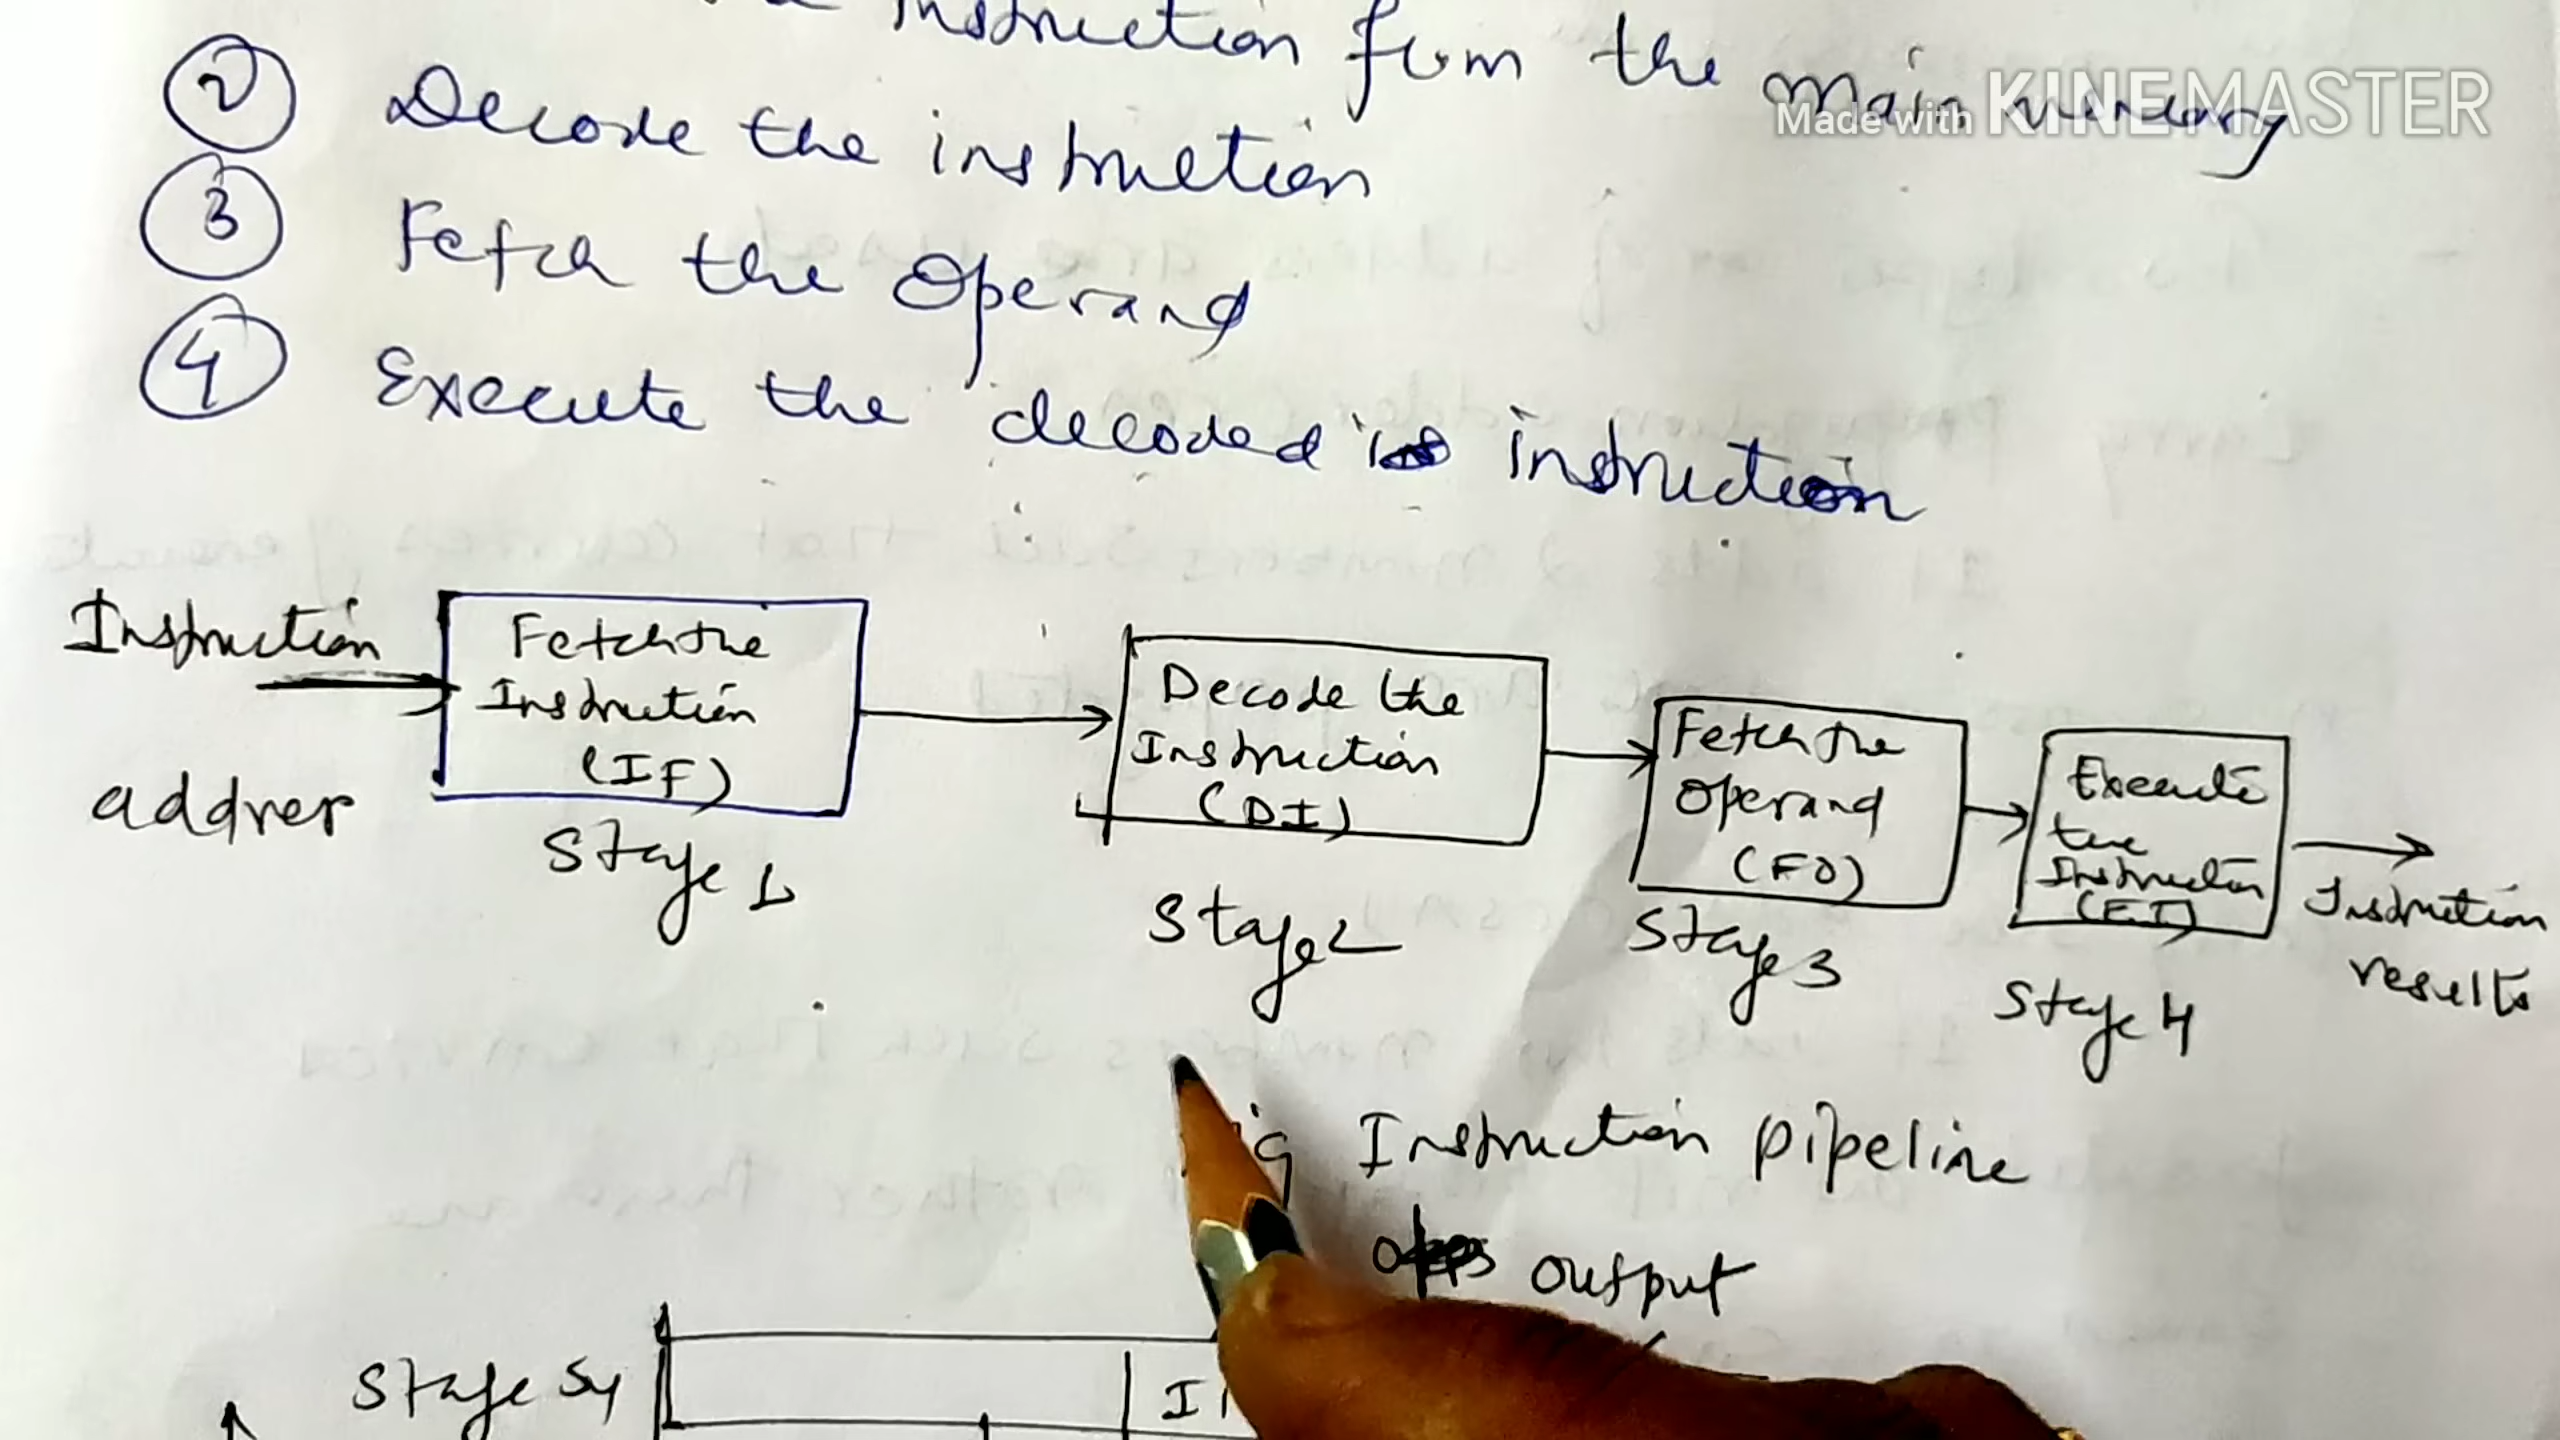 Instruction from the Main memory
Made with KINEMASTER
2 Decode the instruction
3 Fetch the Operand
4 Execute the decoded instruction
Instruction
address
Fetch the
Instruction
(IF)
Stage 1
Decode the
Instruction
(DI)
Stage 2
Fetch the
Operand
(FO)
Stage 3
Execute
the
Instruction
(EI)
Stage 4
Instruction
results
Instruction pipeline
output
Stage S4